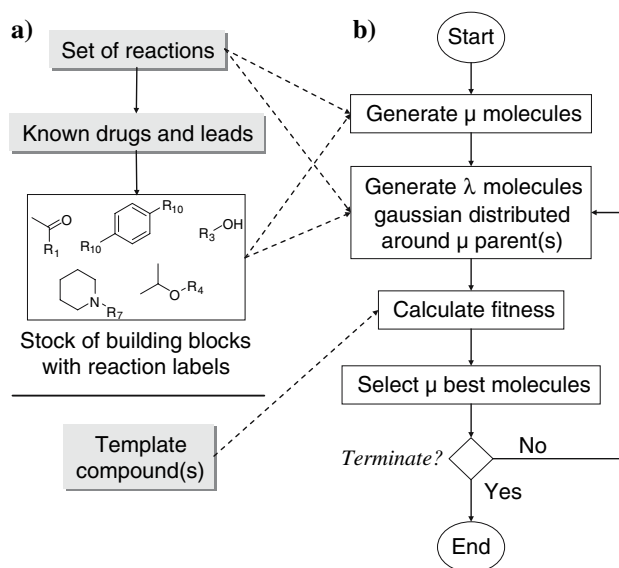 a)
Set of reactions
Known drugs and leads
O
R1
R10
R10
R3
OH
N
R7
O
R4
Stock of building blocks
with reaction labels
Template
compound(s)
b)
Start
Generate µ molecules
Generate λ molecules
gaussian distributed
around µ parent(s)
Calculate fitness
Select µ best molecules
Terminate?
No
Yes
End